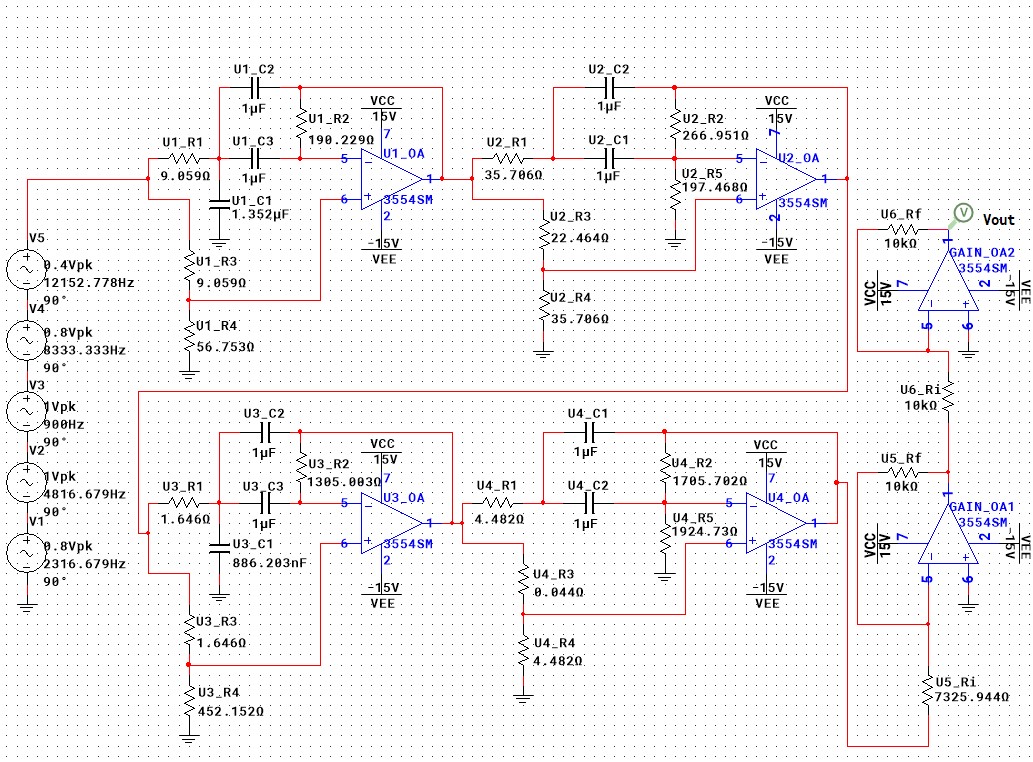 U1_C2
1µF
U1_R1
9.059Ω
U1_C3
1µF
U1_R2
190.229Ω
U1_C1
1.352µF
VCC
15V
7
U1_OA
5
6
1
3554SM
2
-15V
VEE
U1_R3
9.059Ω
U1_R4
56.753Ω
U2_C2
1µF
U2_R1
35.706Ω
U2_C1
1µF
U2_R2
266.951Ω
U2_R5
197.468Ω
VCC
15V
7
U2_OA
5
6
1
3554SM
2
-15V
VEE
U2_R3
22.464Ω
U2_R4
35.706Ω
V5
0.4Vpk
12152.778Hz
90°
V4
0.8Vpk
8333.333Hz
90°
V3
1Vpk
900Hz
90°
V2
1Vpk
4816.679Hz
90°
V1
0.8Vpk
2316.679Hz
90°
U3_C2
1µF
U3_R1
1.646Ω
U3_C3
1µF
U3_R2
1305.003Ω
U3_C1
886.203nF
VCC
15V
7
U3_OA
5
6
1
3554SM
2
-15V
VEE
U3_R3
1.646Ω
U3_R4
452.152Ω
U4_C1
1µF
U4_R1
4.482Ω
U4_C2
1µF
U4_R2
1705.702Ω
U4_R5
1924.73Ω
VCC
15V
7
U4_OA
5
6
1
3554SM
2
-15V
VEE
U4_R3
0.044Ω
U4_R4
4.482Ω
V
Vout
U6_Rf
10kΩ
1
GAIN_OA2
3554SM
VCC
15V
7
2
-15V
VEE
5
6
U6_Ri
10kΩ
U5_Rf
10kΩ
1
GAIN_OA1
3554SM
VCC
15V
7
2
-15V
VEE
5
6
U5_Ri
7325.944Ω